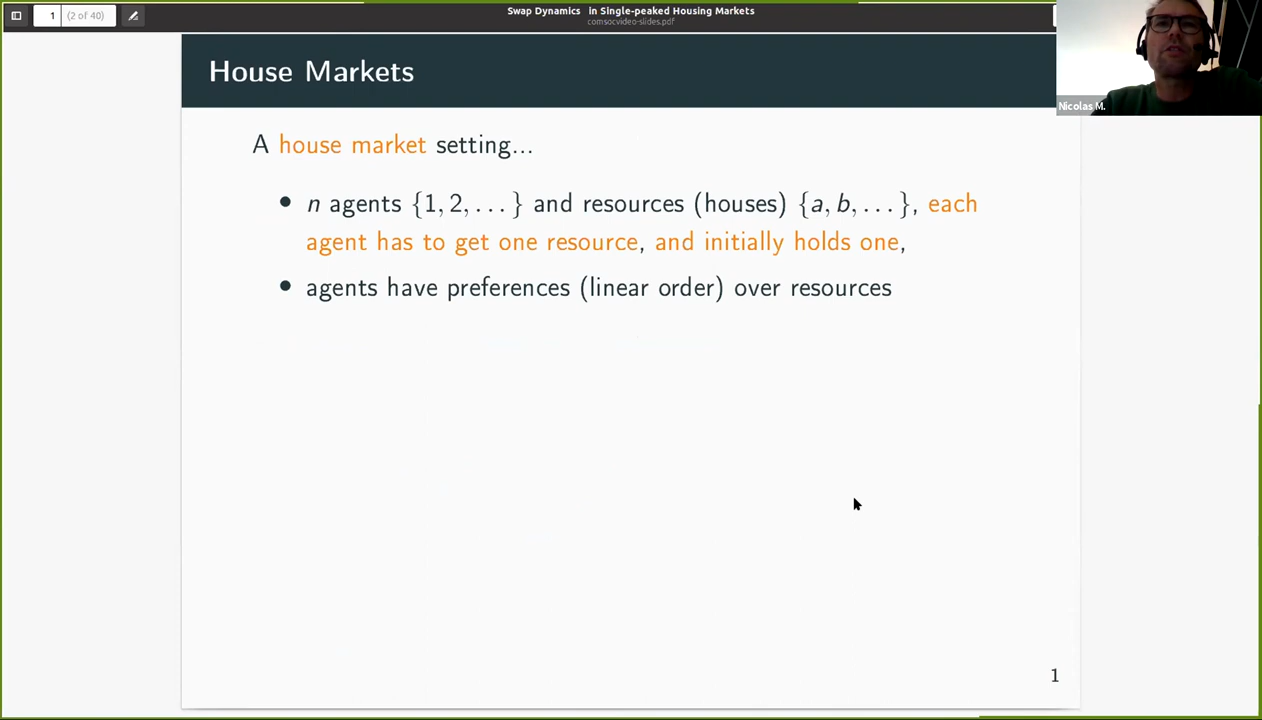 Swap Dynamics in Single-peaked Housing Markets
1 (2 of 40) comsocvideo-slides.pdf
House Markets
Nicolas M.
A house market setting...
• n agents {1, 2, . . . } and resources (houses) {a, b, . . . }, each
agent has to get one resource, and initially holds one,
• agents have preferences (linear order) over resources
1